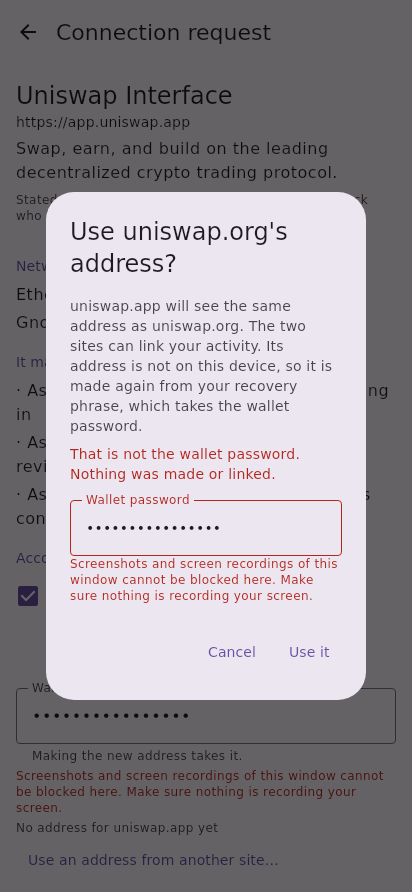 Connection request
Uniswap Interface
https://app.uniswap.app
Swap, earn, and build on the leading
decentralized crypto trading protocol.
Stated
who
Use uniswap.org's
address?
uniswap.app will see the same
address as uniswap.org. The two
sites can link your activity. Its
address is not on this device, so it is
made again from your recovery
phrase, which takes the wallet
password.
That is not the wallet password.
Nothing was made or linked.
Wallet password
••••••••••••••••
Screenshots and screen recordings of this
window cannot be blocked here. Make
sure nothing is recording your screen.
Cancel Use it
•••••••••••••••
Making the new address takes it.
Screenshots and screen recordings of this window cannot
be blocked here. Make sure nothing is recording your
screen.
No address for uniswap.app yet
Use an address from another site...